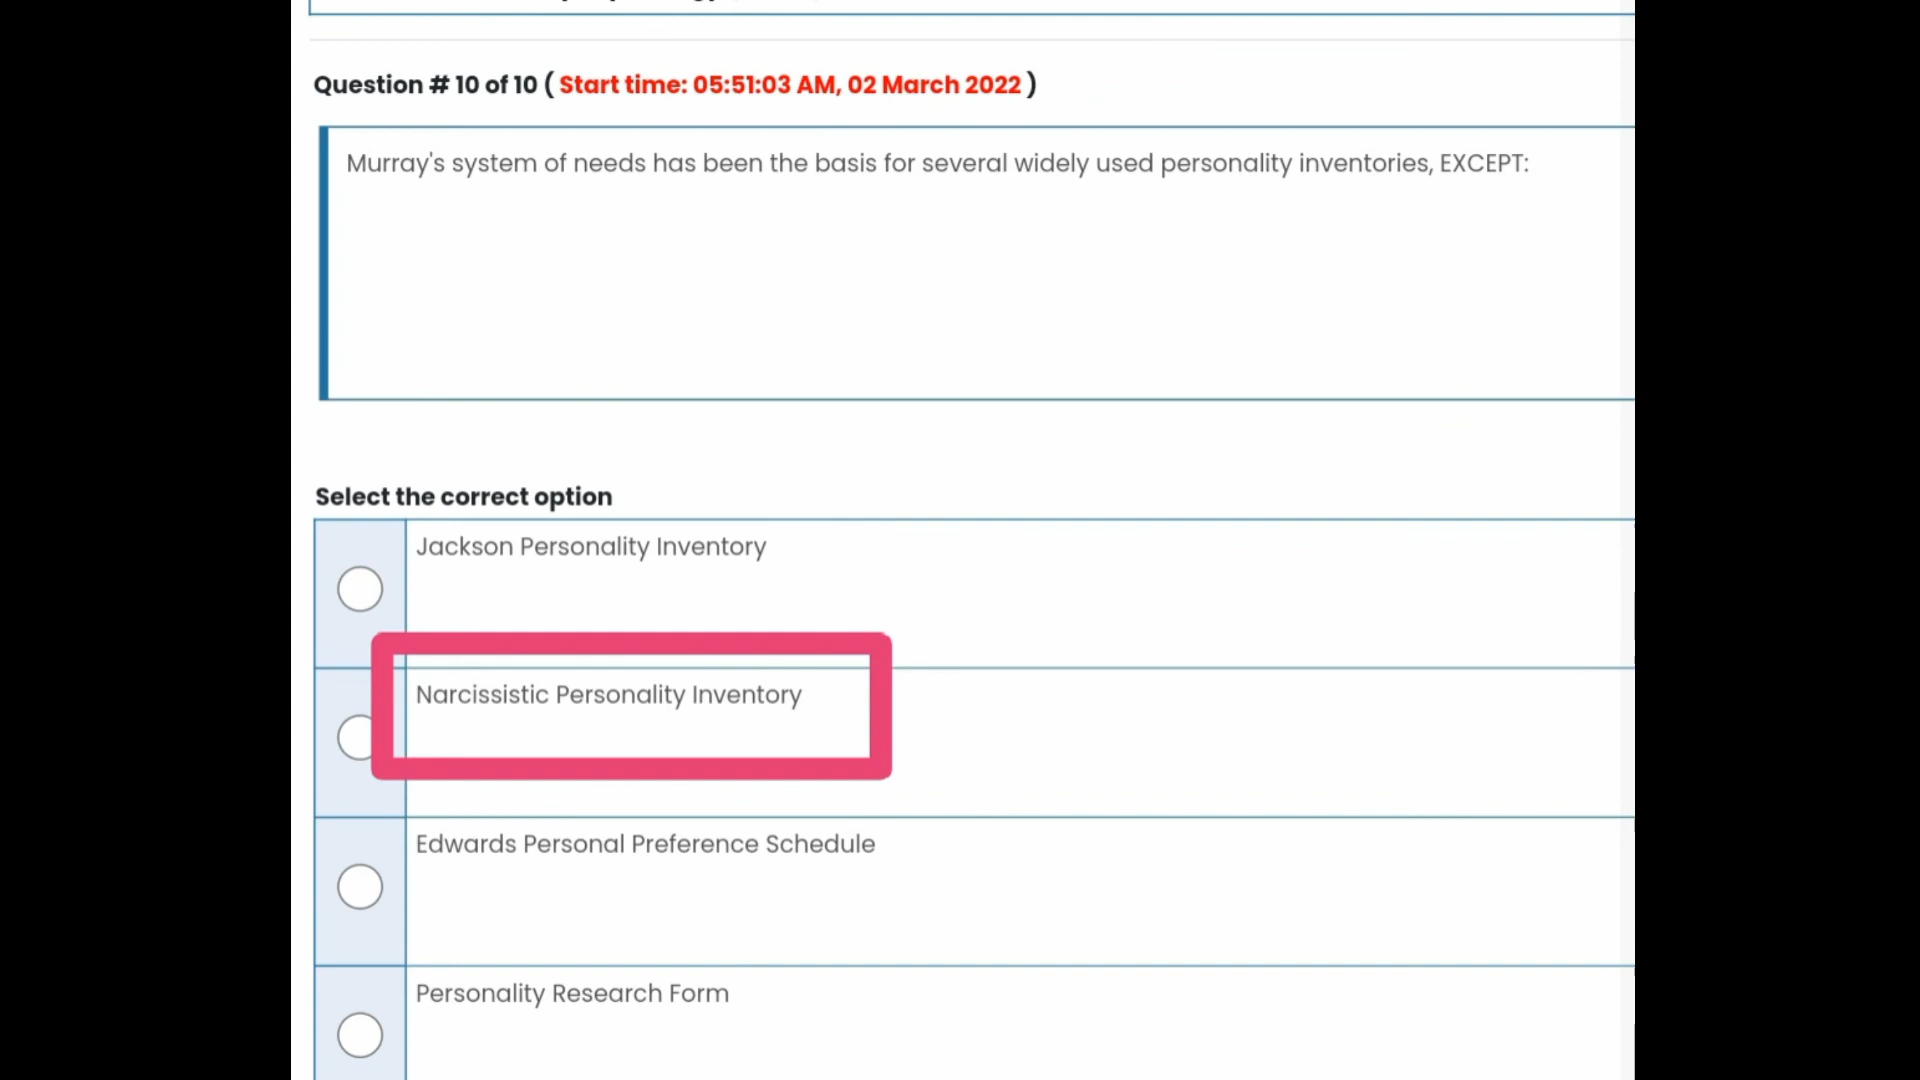 Question # 10 of 10 ( Start time: 05:51:03 AM, 02 March 2022 )
Murray's system of needs has been the basis for several widely used personality inventories, EXCEPT:
Select the correct option
Jackson Personality Inventory
Narcissistic Personality Inventory
Edwards Personal Preference Schedule
Personality Research Form